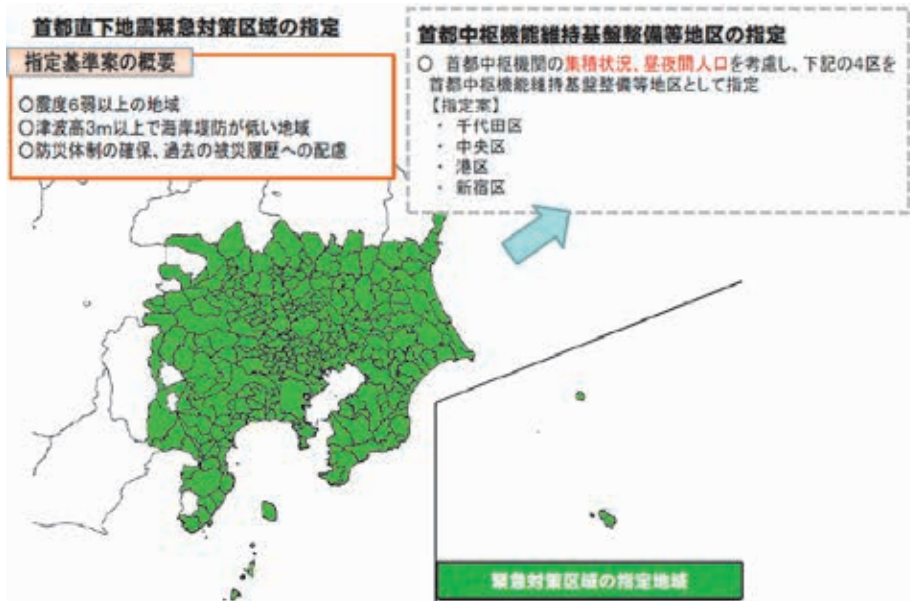 首都直下地震緊急対策区域の指定
指定基準案の概要
○震度6弱以上の地域
○津波高3m以上で海岸堤防が低い地域
○防災体制の確保、過去の被災履歴への配慮
首都中枢機能維持基盤整備等地区の指定
○ 首都中枢機関の集積状況、昼夜間人口を考慮し、下記の4区を
首都中枢機能維持基盤整備等地区として指定
【指定案】
・ 千代田区
・ 中央区
・ 港区
・ 新宿区
緊急対策区域の指定地域